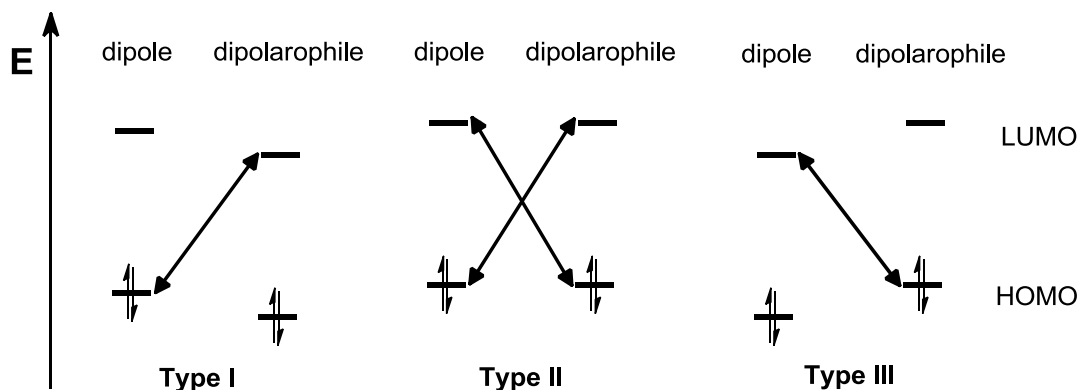 E
dipole dipolarophile dipole dipolarophile dipole dipolarophile
LUMO
HOMO
Type I Type II Type III